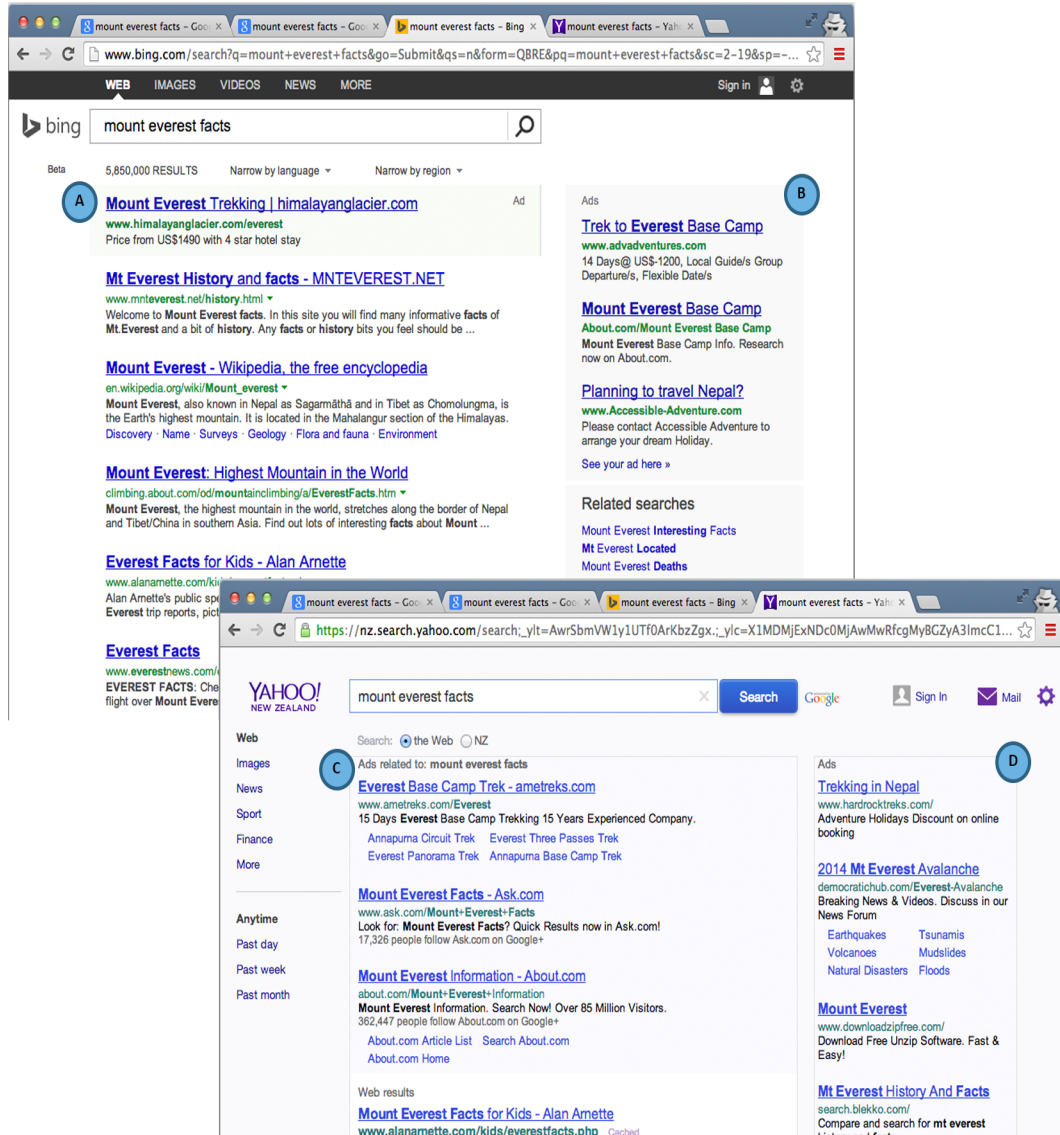 mount everest facts – Goo
mount everest facts – Goo
mount everest facts – Bing
mount everest facts – Yah
www.bing.com/search?q=mount+everest+facts&go=Submit&qs=n&form=QBRE&pq=mount+everest+facts&sc=2-19&sp=-...
WEB IMAGES VIDEOS NEWS MORE Sign in
bing mount everest facts
Beta 5,850,000 RESULTS Narrow by language Narrow by region
A
Mount Everest Trekking | himalayanglacier.com Ad
www.himalayanglacier.com/everest
Price from US$1490 with 4 star hotel stay
Mt Everest History and facts - MNTEVEREST.NET
www.mnteverest.net/history.html
Welcome to Mount Everest facts. In this site you will find many informative facts of
Mt.Everest and a bit of history. Any facts or history bits you feel should be ...
Mount Everest - Wikipedia, the free encyclopedia
en.wikipedia.org/wiki/Mount_everest
Mount Everest, also known in Nepal as Sagarmāthā and in Tibet as Chomolungma, is
the Earth's highest mountain. It is located in the Mahalangur section of the Himalayas.
Discovery · Name · Surveys · Geology · Flora and fauna · Environment
Mount Everest: Highest Mountain in the World
climbing.about.com/od/mountainclimbing/a/EverestFacts.htm
Mount Everest, the highest mountain in the world, stretches along the border of Nepal
and Tibet/China in southern Asia. Find out lots of interesting facts about Mount ...
Everest Facts for Kids - Alan Arnette
www.alanarnette.com/ki
Alan Arnette's public spe
Everest trip reports, pict
Everest Facts
www.everestnews.com/
EVEREST FACTS: Che
flight over Mount Evere
B
Ads
Trek to Everest Base Camp
www.advadventures.com
14 Days@ US$-1200, Local Guide/s Group
Departure/s, Flexible Date/s
Mount Everest Base Camp
About.com/Mount Everest Base Camp
Mount Everest Base Camp Info. Research
now on About.com.
Planning to travel Nepal?
www.Accessible-Adventure.com
Please contact Accessible Adventure to
arrange your dream Holiday.
See your ad here »
Related searches
Mount Everest Interesting Facts
Mt Everest Located
Mount Everest Deaths
mount everest facts – Goo
mount everest facts – Goo
mount everest facts – Bing
mount everest facts – Yah
https://nz.search.yahoo.com/search;_ylt=AwrSbmVW1y1UTf0ArKbzZgx.;_ylc=X1MDMjExNDc0MjAwMwRfcgMyBGZyA3ImcC1...
YAHOO!
NEW ZEALAND
mount everest facts Search Google Sign In Mail
Search: the Web NZ
Web
Images
News
Sport
Finance
More
Anytime
Past day
Past week
Past month
C
Ads related to: mount everest facts
Everest Base Camp Trek - ametreks.com
www.ametreks.com/Everest
15 Days Everest Base Camp Trekking 15 Years Experienced Company.
Annapurna Circuit Trek Everest Three Passes Trek
Everest Panorama Trek Annapurna Base Camp Trek
Mount Everest Facts - Ask.com
www.ask.com/Mount+Everest+Facts
Look for: Mount Everest Facts? Quick Results now in Ask.com!
17,326 people follow Ask.com on Google+
Mount Everest Information - About.com
about.com/Mount+Everest+Information
Mount Everest Information. Search Now! Over 85 Million Visitors.
362,447 people follow About.com on Google+
About.com Article List Search About.com
About.com Home
Web results
Mount Everest Facts for Kids - Alan Arnette
www.alanarnette.com/kids/everestfacts.php Cached
D
Ads
Trekking in Nepal
www.hardrocktreks.com/
Adventure Holidays Discount on online
booking
2014 Mt Everest Avalanche
democratichub.com/Everest-Avalanche
Breaking News & Videos. Discuss in our
News Forum
Earthquakes Tsunamis
Volcanoes Mudslides
Natural Disasters Floods
Mount Everest
www.downloadzipfree.com/
Download Free Unzip Software. Fast &
Easy!
Mt Everest History And Facts
search.blekko.com/
Compare and search for mt everest